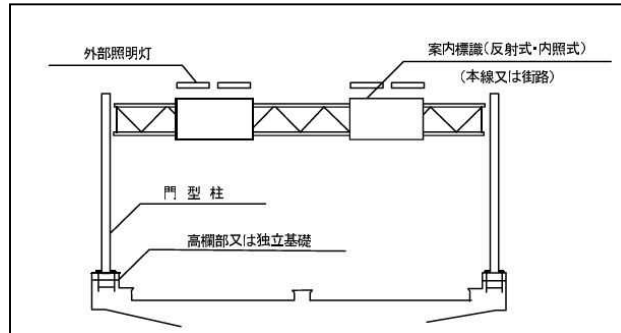 外部照明灯
案内標識(反射式・内照式)
(本線又は街路)
門 型 柱
高欄部又は独立基礎